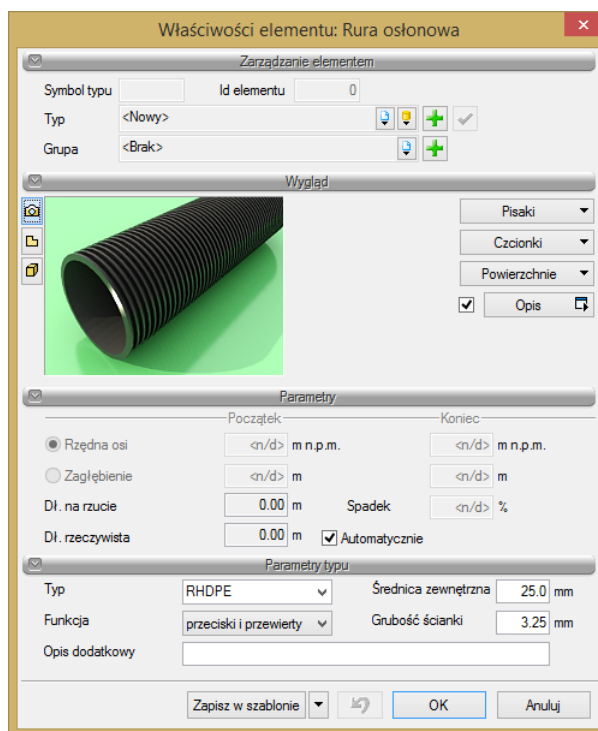 Właściwości elementu: Rura osłonowa
Zarządzanie elementem
Symbol typu Id elementu 0
Typ <Nowy>
Grupa <Brak>
Wygląd
Pisaki
Czcionki
Powierzchnie
Opis
Parametry
Początek Koniec
Rzędna osi <n/d> m n.p.m. <n/d> m n.p.m.
Zagłębienie <n/d> m <n/d> m
Dł. na rzucie 0.00 m Spadek <n/d> %
Dł. rzeczywista 0.00 m Automatycznie
Parametry typu
Typ RHDPE Średnica zewnętrzna 25.0 mm
Funkcja przeciski i przewierty Grubość ścianki 3.25 mm
Opis dodatkowy
Zapisz w szablonie OK Anuluj